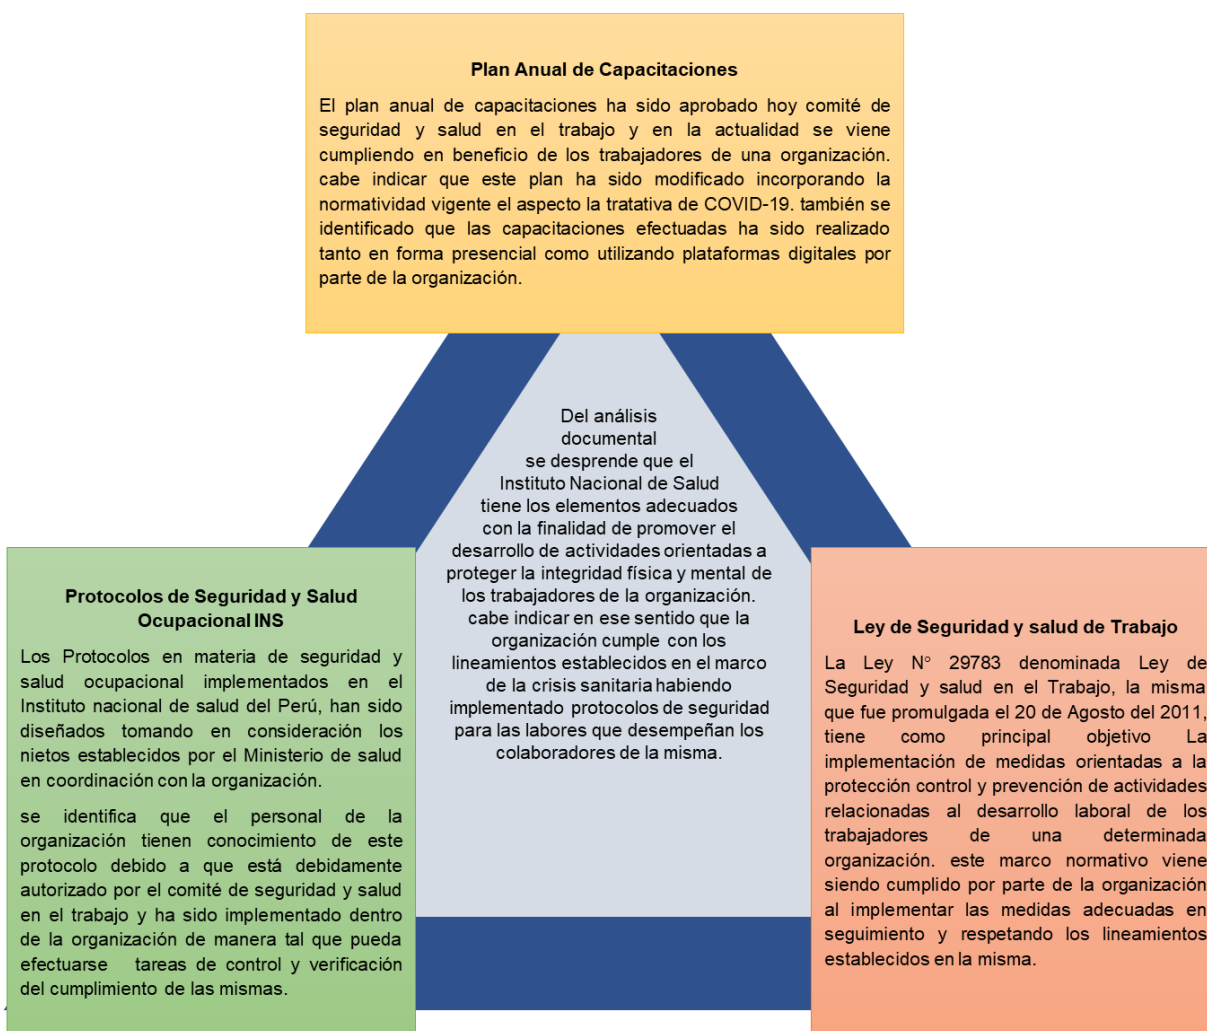 Plan Anual de Capacitaciones
El plan anual de capacitaciones ha sido aprobado hoy comité de
seguridad y salud en el trabajo y en la actualidad se viene
cumpliendo en beneficio de los trabajadores de una organización.
cabe indicar que este plan ha sido modificado incorporando la
normatividad vigente el aspecto la tratativa de COVID-19. también se
identificado que las capacitaciones efectuadas ha sido realizado
tanto en forma presencial como utilizando plataformas digitales por
parte de la organización.
Del análisis
documental
se desprende que el
Instituto Nacional de Salud
tiene los elementos adecuados
con la finalidad de promover el
desarrollo de actividades orientadas a
proteger la integridad física y mental de
los trabajadores de la organización.
cabe indicar en ese sentido que la
organización cumple con los
lineamientos establecidos en el marco
de la crisis sanitaria habiendo
implementado protocolos de seguridad
para las labores que desempeñan los
colaboradores de la misma.
Protocolos de Seguridad y Salud
Ocupacional INS
Los Protocolos en materia de seguridad y
salud ocupacional implementados en el
Instituto nacional de salud del Perú, han sido
diseñados tomando en consideración los
nietos establecidos por el Ministerio de salud
en coordinación con la organización.
se identifica que el personal de la
organización tienen conocimiento de este
protocolo debido a que está debidamente
autorizado por el comité de seguridad y salud
en el trabajo y ha sido implementado dentro
de la organización de manera tal que pueda
efectuarse tareas de control y verificación
del cumplimiento de las mismas.
Ley de Seguridad y salud de Trabajo
La Ley N° 29783 denominada Ley de
Seguridad y salud en el Trabajo, la misma
que fue promulgada el 20 de Agosto del 2011,
tiene como principal objetivo La
implementación de medidas orientadas a la
protección control y prevención de actividades
relacionadas al desarrollo laboral de los
trabajadores de una determinada
organización. este marco normativo viene
siendo cumplido por parte de la organización
al implementar las medidas adecuadas en
seguimiento y respetando los lineamientos
establecidos en la misma.